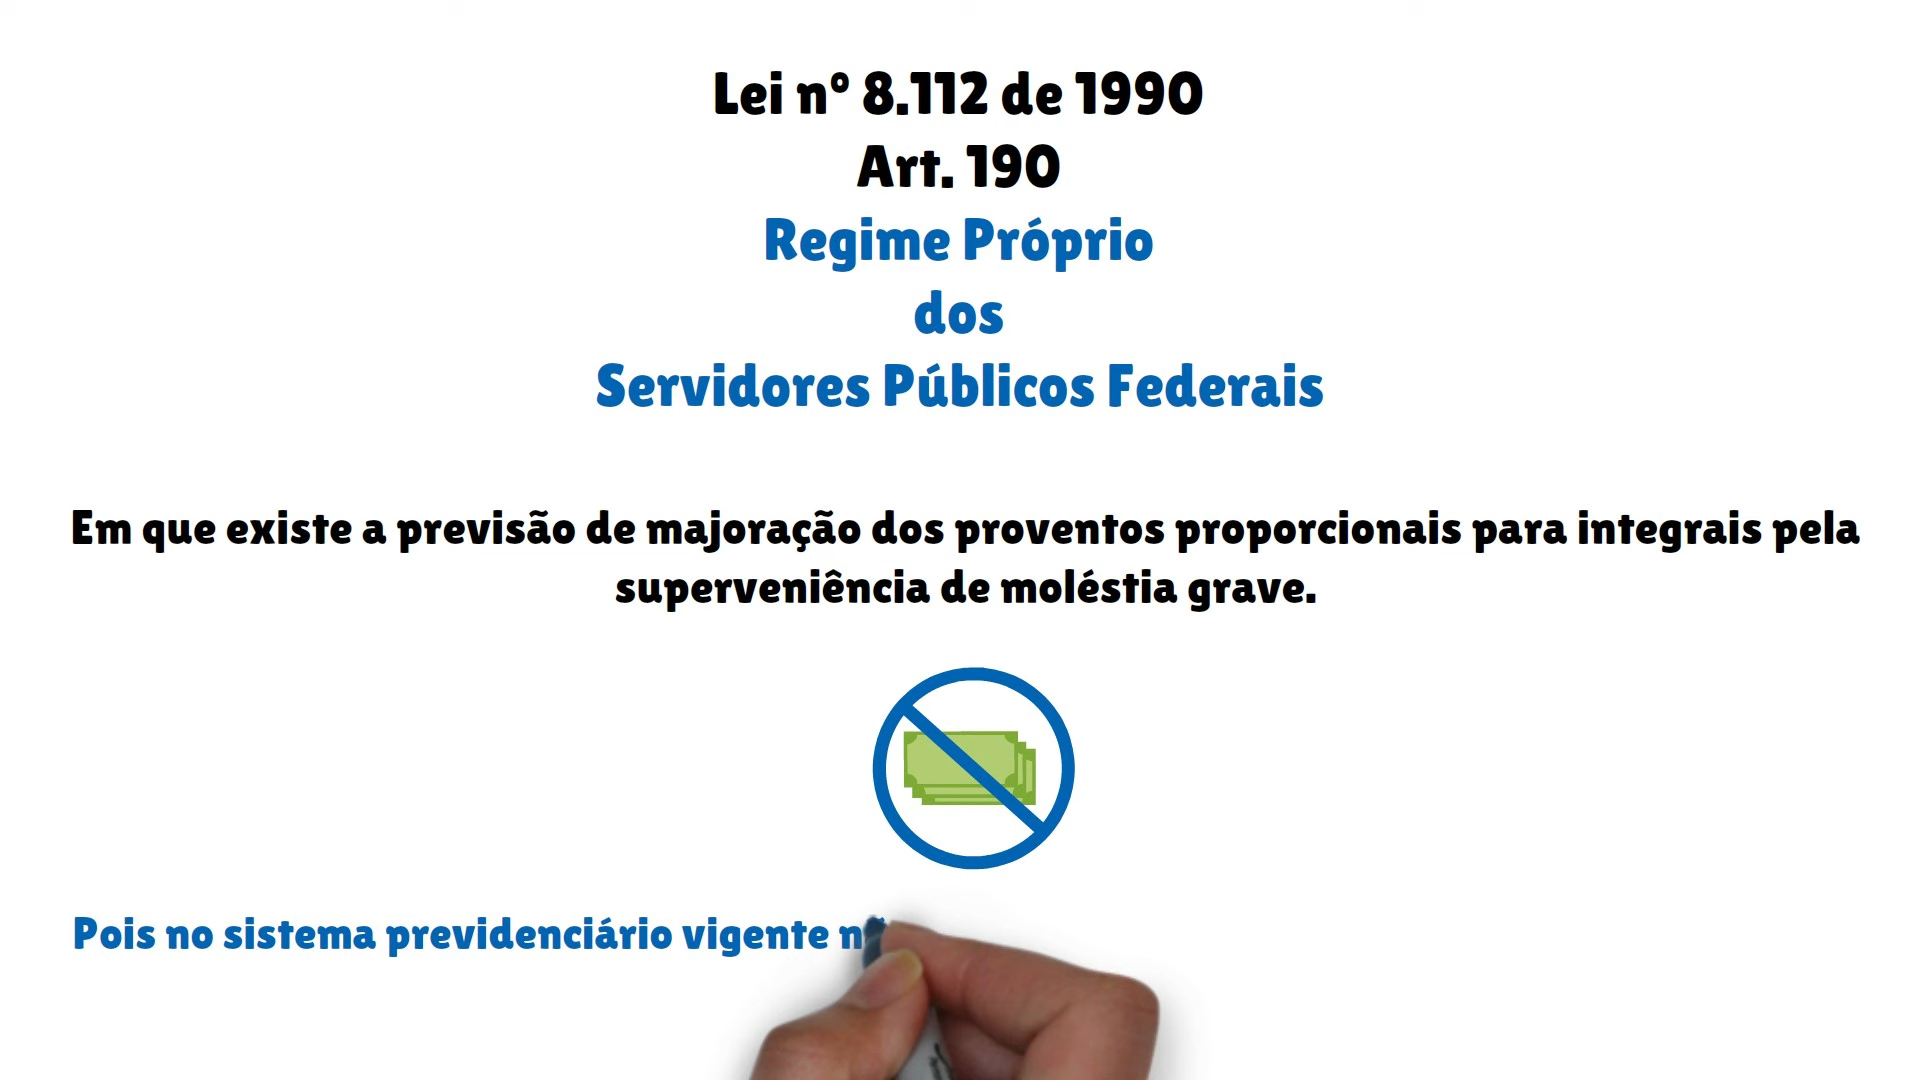 Lei nº 8.112 de 1990
Art. 190
Regime Próprio
dos
Servidores Públicos Federais
Em que existe a previsão de majoração dos proventos proporcionais para integrais pela
superveniência de moléstia grave.
Pois no sistema previdenciário vigente